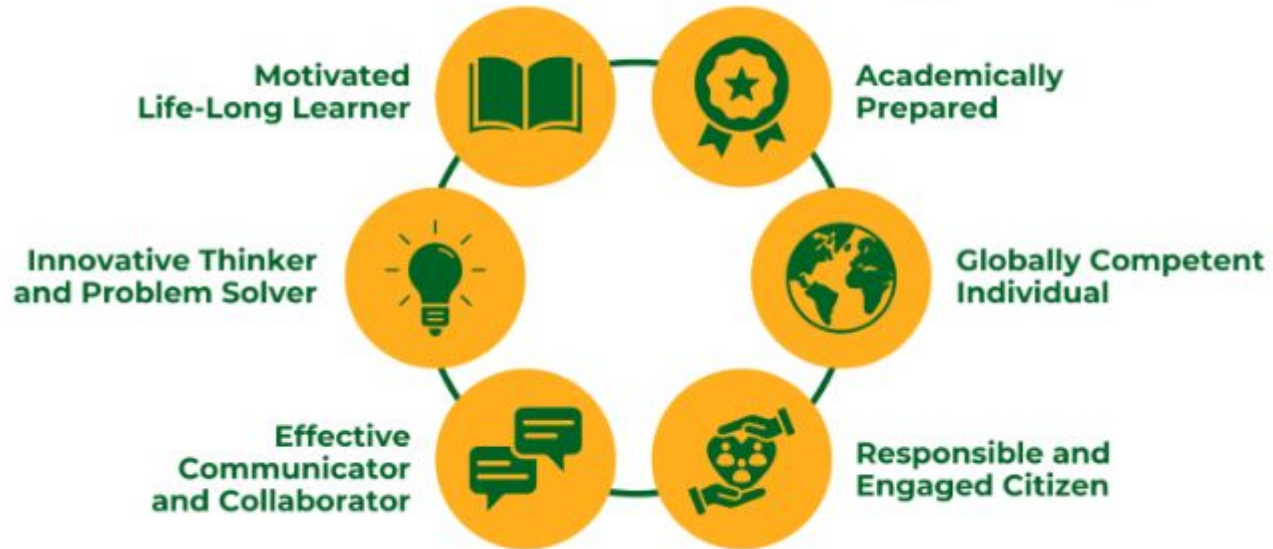 Motivated
Life-Long Learner
Academically
Prepared
Innovative Thinker
and Problem Solver
Globally Competent
Individual
Effective
Communicator
and Collaborator
Responsible and
Engaged Citizen